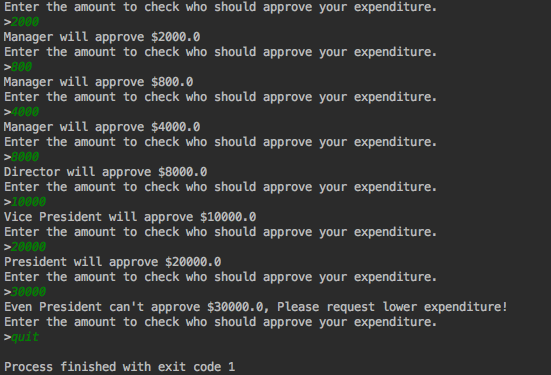 Enter the amount to check who should approve your expenditure.
>2000
Manager will approve $2000.0
Enter the amount to check who should approve your expenditure.
>800
Manager will approve $800.0
Enter the amount to check who should approve your expenditure.
>4000
Manager will approve $4000.0
Enter the amount to check who should approve your expenditure.
>8000
Director will approve $8000.0
Enter the amount to check who should approve your expenditure.
>10000
Vice President will approve $10000.0
Enter the amount to check who should approve your expenditure.
>20000
President will approve $20000.0
Enter the amount to check who should approve your expenditure.
>30000
Even President can't approve $30000.0, Please request lower expenditure!
Enter the amount to check who should approve your expenditure.
>quit
Process finished with exit code 1